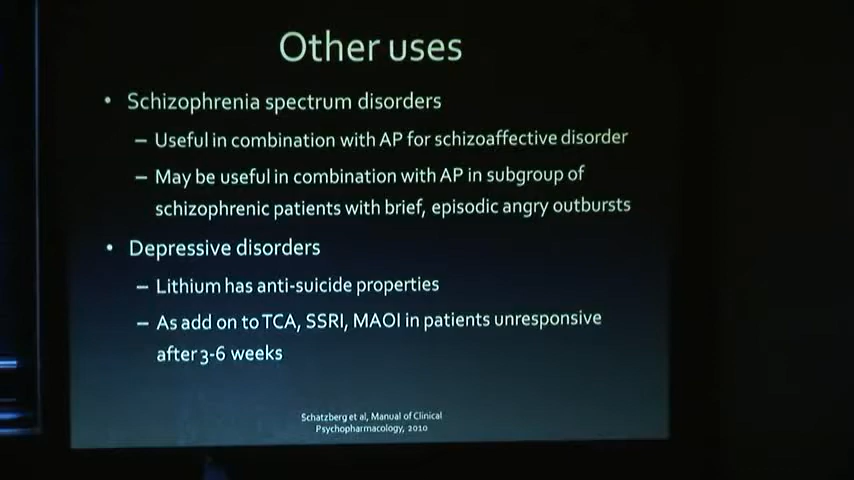 Other uses
• Schizophrenia spectrum disorders
– Useful in combination with AP for schizoaffective disorder
– May be useful in combination with AP in subgroup of
schizophrenic patients with brief, episodic angry outbursts
• Depressive disorders
– Lithium has anti-suicide properties
– As add on to TCA, SSRI, MAOI in patients unresponsive
after 3-6 weeks
Schatzberg et al, Manual of Clinical
Psychopharmacology, 2010